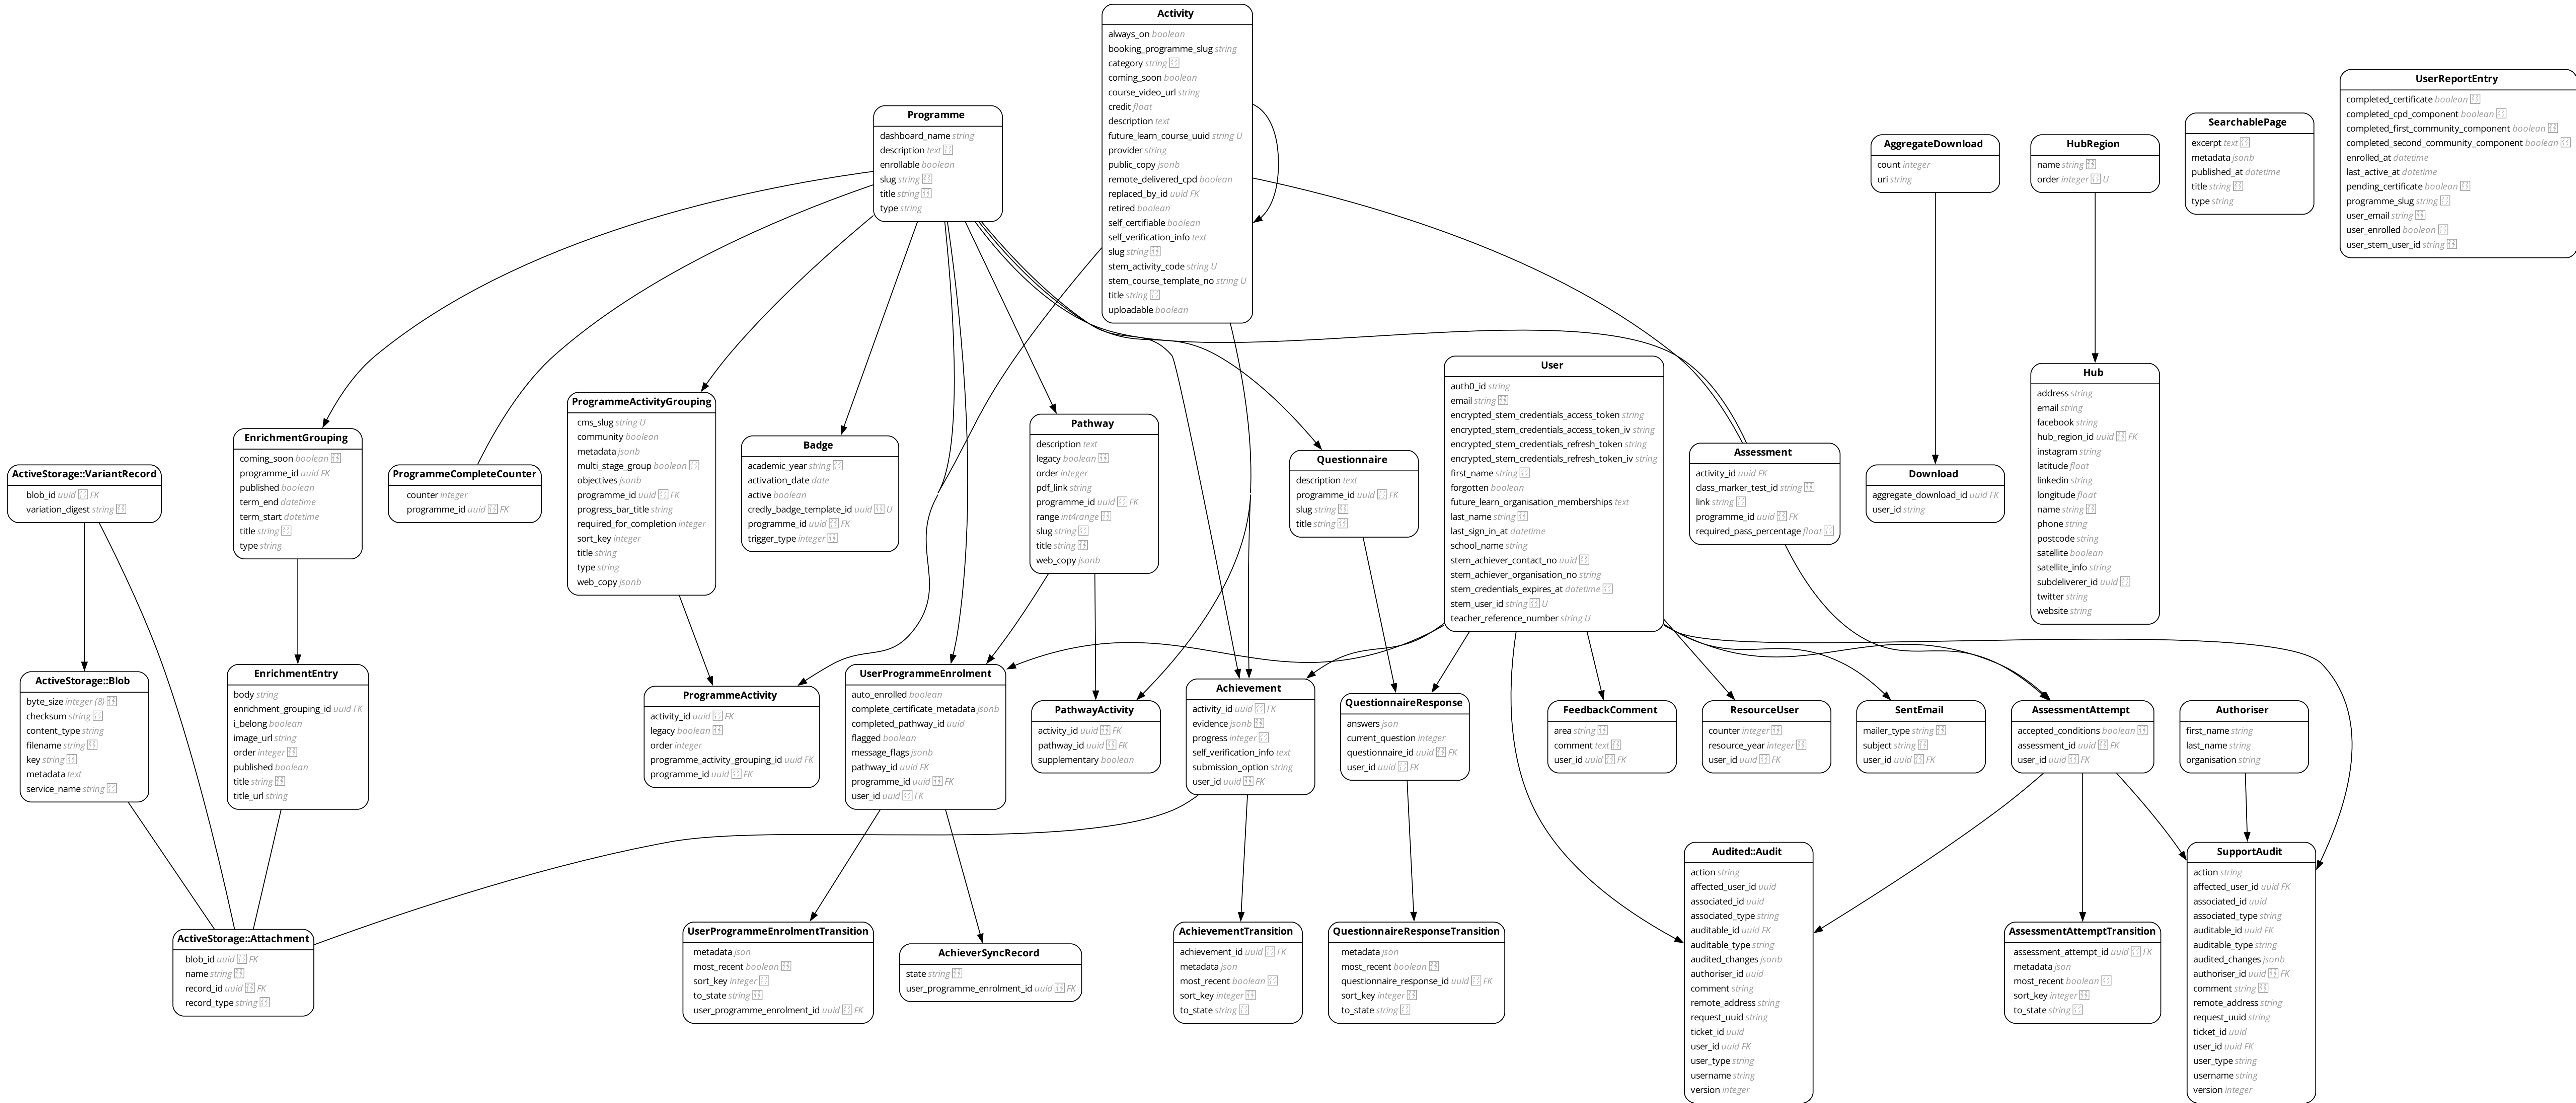 Activity
always_on boolean
booking_programme_slug string
category string
coming_soon boolean
course_video_url string
credit float
description text
future_learn_course_uuid string U
provider string
public_copy jsonb
remote_delivered_cpd boolean
replaced_by_id uuid FK
retired boolean
self_certifiable boolean
self_verification_info text
slug string
stem_activity_code string U
stem_course_template_no string U
title string
uploadable boolean
UserReportEntry
completed_certificate boolean
completed_cpd_component boolean
completed_first_community_component boolean
completed_second_community_component boolean
enrolled_at datetime
last_active_at datetime
pending_certificate boolean
programme_slug string
user_email string
user_enrolled boolean
user_stem_user_id string
Programme
dashboard_name string
description text
enrollable boolean
slug string
title string
type string
SearchablePage
excerpt text
metadata jsonb
published_at datetime
title string
type string
AggregateDownload
count integer
uri string
HubRegion
name string
order integer U
User
auth0_id string
email string
encrypted_stem_credentials_access_token string
encrypted_stem_credentials_access_token_iv string
encrypted_stem_credentials_refresh_token string
encrypted_stem_credentials_refresh_token_iv string
first_name string
forgotten boolean
future_learn_organisation_memberships text
last_name string
last_sign_in_at datetime
school_name string
stem_achiever_contact_no uuid
stem_achiever_organisation_no string
stem_credentials_expires_at datetime
stem_user_id string U
teacher_reference_number string U
Hub
address string
email string
facebook string
hub_region_id uuid FK
instagram string
latitude float
linkedin string
longitude float
name string
phone string
postcode string
satellite boolean
satellite_info string
subdeliverer_id uuid
twitter string
website string
ProgrammeActivityGrouping
cms_slug string U
community boolean
metadata jsonb
multi_stage_group boolean
objectives jsonb
programme_id uuid FK
progress_bar_title string
required_for_completion integer
sort_key integer
title string
type string
web_copy jsonb
Pathway
description text
legacy boolean
order integer
pdf_link string
programme_id uuid FK
range int4range
slug string
title string
web_copy jsonb
EnrichmentGrouping
coming_soon boolean
programme_id uuid FK
published boolean
term_end datetime
term_start datetime
title string
type string
Badge
academic_year string
activation_date date
active boolean
credly_badge_template_id uuid U
programme_id uuid FK
trigger_type integer
Questionnaire
description text
programme_id uuid FK
slug string
title string
Assessment
activity_id uuid FK
class_marker_test_id string
link string
programme_id uuid FK
required_pass_percentage float
ActiveStorage::VariantRecord
blob_id uuid FK
variation_digest string
ProgrammeCompleteCounter
counter integer
programme_id uuid FK
Download
aggregate_download_id uuid FK
user_id string
ActiveStorage::Blob
byte_size integer (8)
checksum string
content_type string
filename string
key string
metadata text
service_name string
EnrichmentEntry
body string
enrichment_grouping_id uuid FK
i_belong boolean
image_url string
order integer
published boolean
title string
title_url string
ProgrammeActivity
activity_id uuid FK
legacy boolean
order integer
programme_activity_grouping_id uuid FK
programme_id uuid FK
UserProgrammeEnrolment
auto_enrolled boolean
complete_certificate_metadata jsonb
completed_pathway_id uuid
flagged boolean
message_flags jsonb
pathway_id uuid FK
programme_id uuid FK
user_id uuid FK
PathwayActivity
activity_id uuid FK
pathway_id uuid FK
supplementary boolean
Achievement
activity_id uuid FK
evidence jsonb
progress integer
self_verification_info text
submission_option string
user_id uuid FK
QuestionnaireResponse
answers json
current_question integer
questionnaire_id uuid FK
user_id uuid FK
FeedbackComment
area string
comment text
user_id uuid FK
ResourceUser
counter integer
resource_year integer
user_id uuid FK
SentEmail
mailer_type string
subject string
user_id uuid FK
AssessmentAttempt
accepted_conditions boolean
assessment_id uuid FK
user_id uuid FK
Authoriser
first_name string
last_name string
organisation string
ActiveStorage::Attachment
blob_id uuid FK
name string
record_id uuid FK
record_type string
UserProgrammeEnrolmentTransition
metadata json
most_recent boolean
sort_key integer
to_state string
user_programme_enrolment_id uuid FK
AchieverSyncRecord
state string
user_programme_enrolment_id uuid FK
AchievementTransition
achievement_id uuid FK
metadata json
most_recent boolean
sort_key integer
to_state string
QuestionnaireResponseTransition
metadata json
most_recent boolean
questionnaire_response_id uuid FK
sort_key integer
to_state string
Audited::Audit
action string
affected_user_id uuid
associated_id uuid
associated_type string
auditable_id uuid FK
auditable_type string
audited_changes jsonb
authoriser_id uuid
comment string
remote_address string
request_uuid string
ticket_id uuid
user_id uuid FK
user_type string
username string
version integer
AssessmentAttemptTransition
assessment_attempt_id uuid FK
metadata json
most_recent boolean
sort_key integer
to_state string
SupportAudit
action string
affected_user_id uuid FK
associated_id uuid
associated_type string
auditable_id uuid FK
auditable_type string
audited_changes jsonb
authoriser_id uuid FK
comment string
remote_address string
request_uuid string
ticket_id uuid
user_id uuid FK
user_type string
username string
version integer